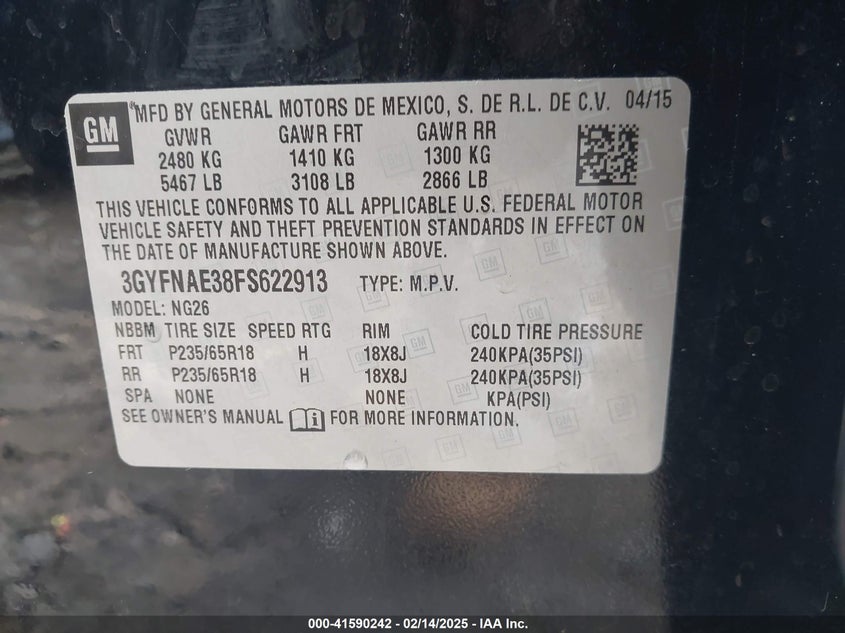 GM
MFD BY GENERAL MOTORS DE MEXICO, S. DE R.L. DE C.V. 04/15
GVWR GAWR FRT GAWR RR
2480 KG 1410 KG 1300 KG
5467 LB 3108 LB 2866 LB
THIS VEHICLE CONFORMS TO ALL APPLICABLE U.S. FEDERAL MOTOR
VEHICLE SAFETY AND THEFT PREVENTION STANDARDS IN EFFECT ON
THE DATE OF MANUFACTURE SHOWN ABOVE.
3GYFNAE38FS622913 TYPE: M.P.V.
MODEL: NG26
NBBM TIRE SIZE SPEED RTG RIM COLD TIRE PRESSURE
FRT P235/65R18 H 18X8J 240KPA(35PSI)
RR P235/65R18 H 18X8J 240KPA(35PSI)
SPA NONE NONE KPA(PSI)
SEE OWNER'S MANUAL i FOR MORE INFORMATION.
000-41590242 - 02/14/2025 - IAA Inc.